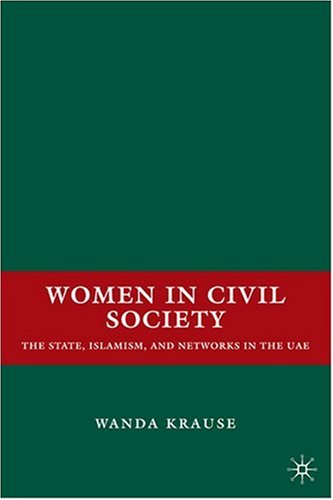 WOMEN IN CIVIL
SOCIETY
THE STATE, ISLAMISM, AND NETWORKS IN THE UAE
WANDA KRAUSE